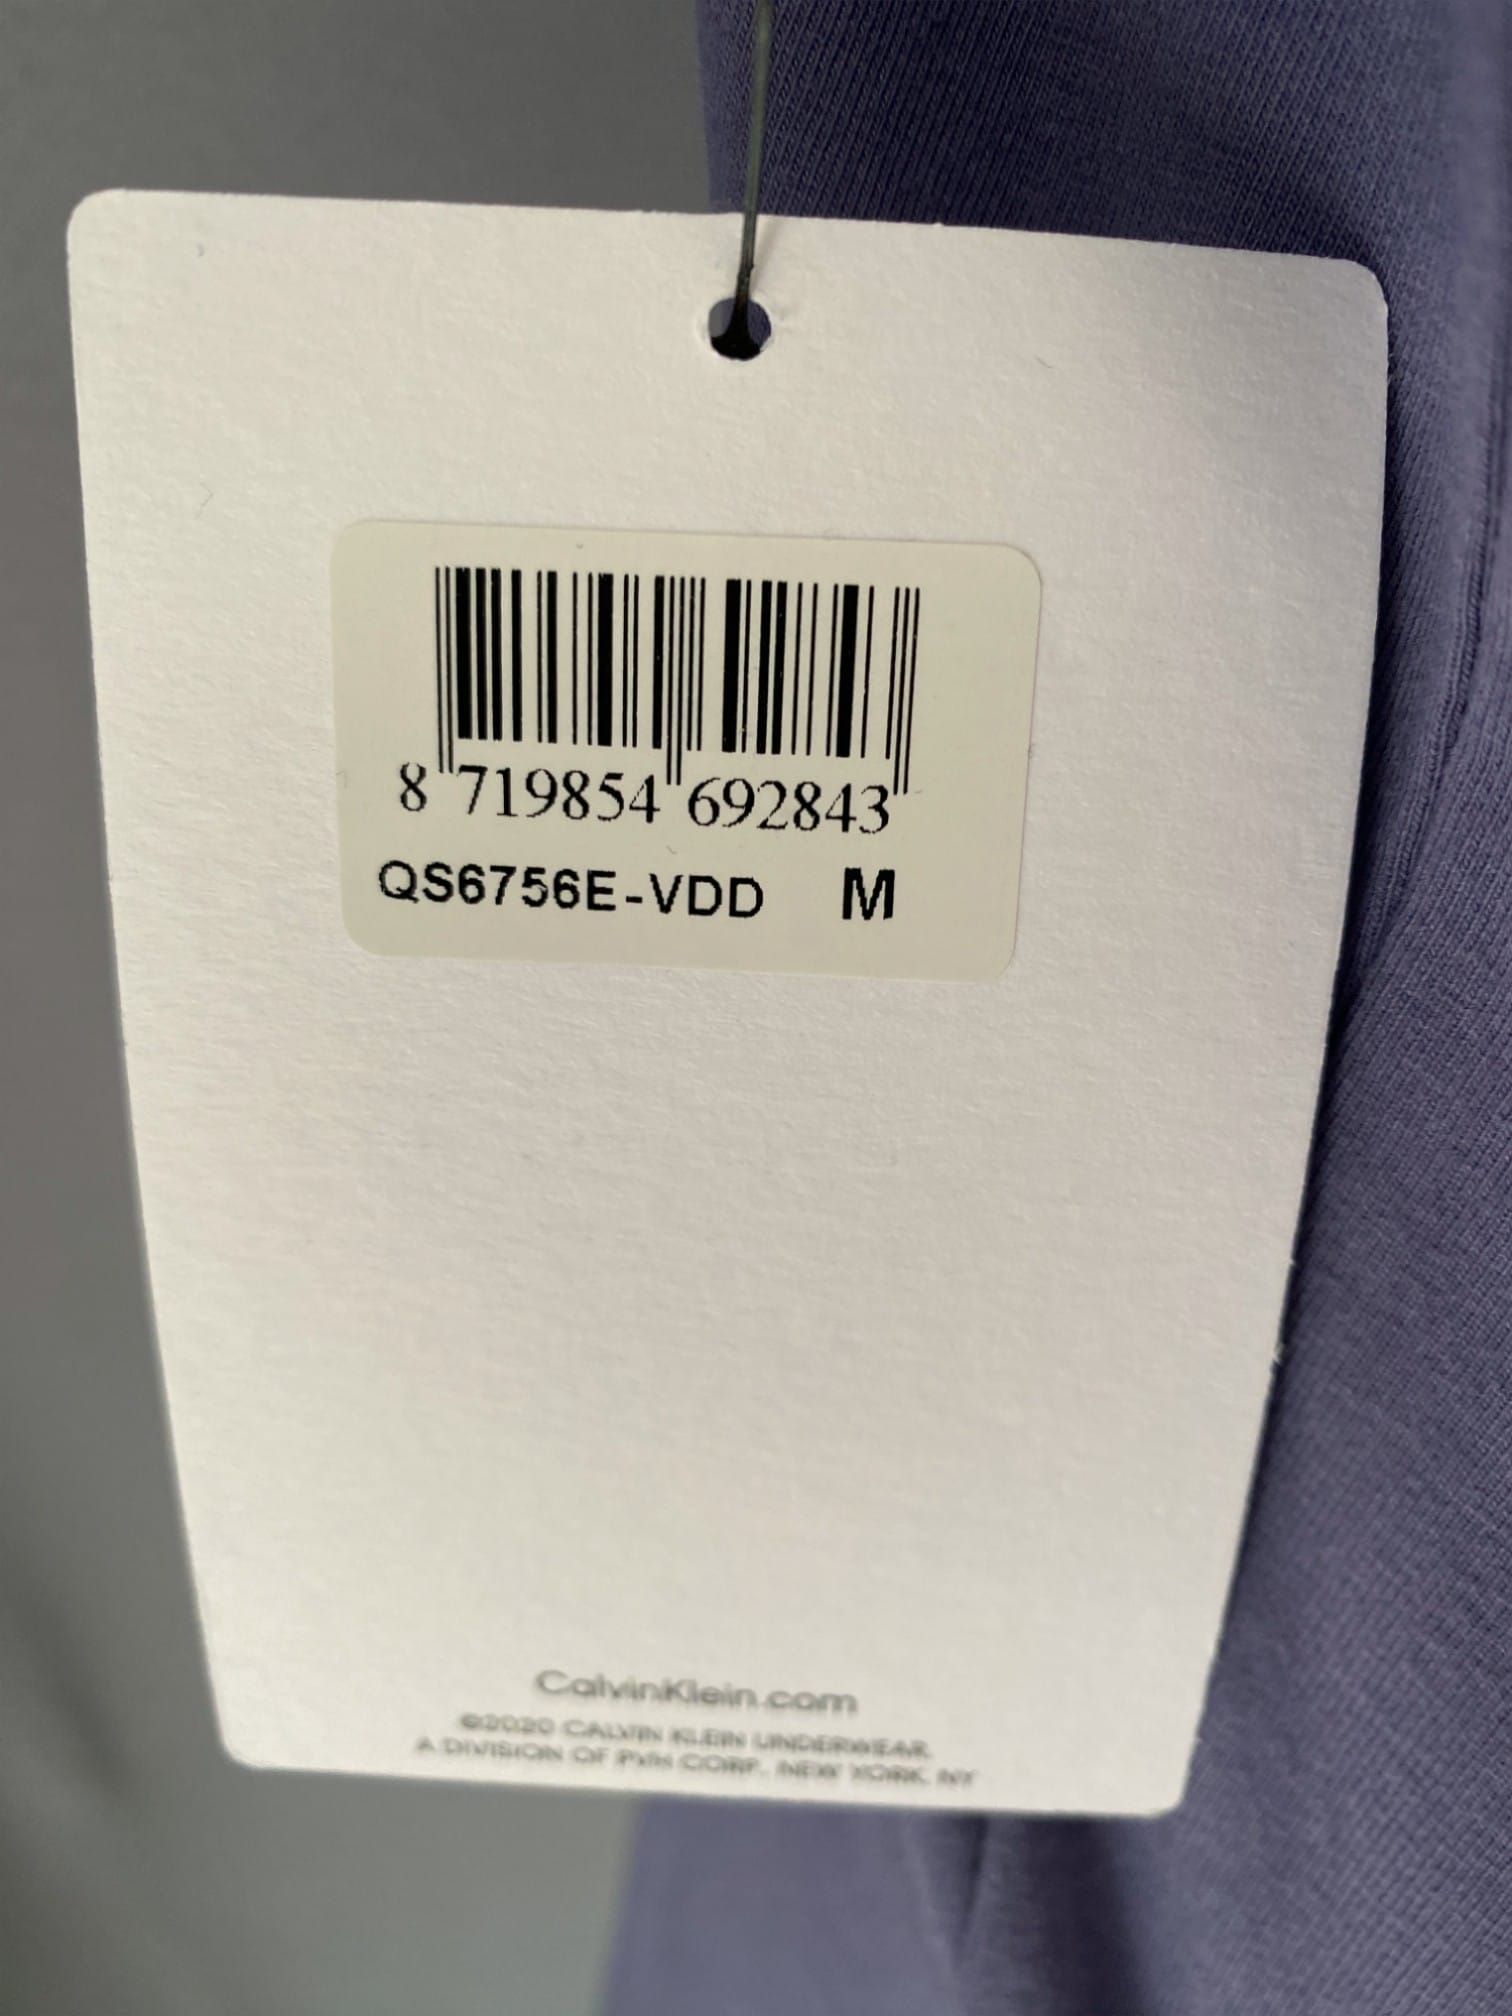 8 719854 692843
QS6756E-VDD M
CalvinKlein.com
©2020 CALVIN KLEIN UNDERWEAR,
A DIVISION OF PVH CORP. NEW YORK, NY